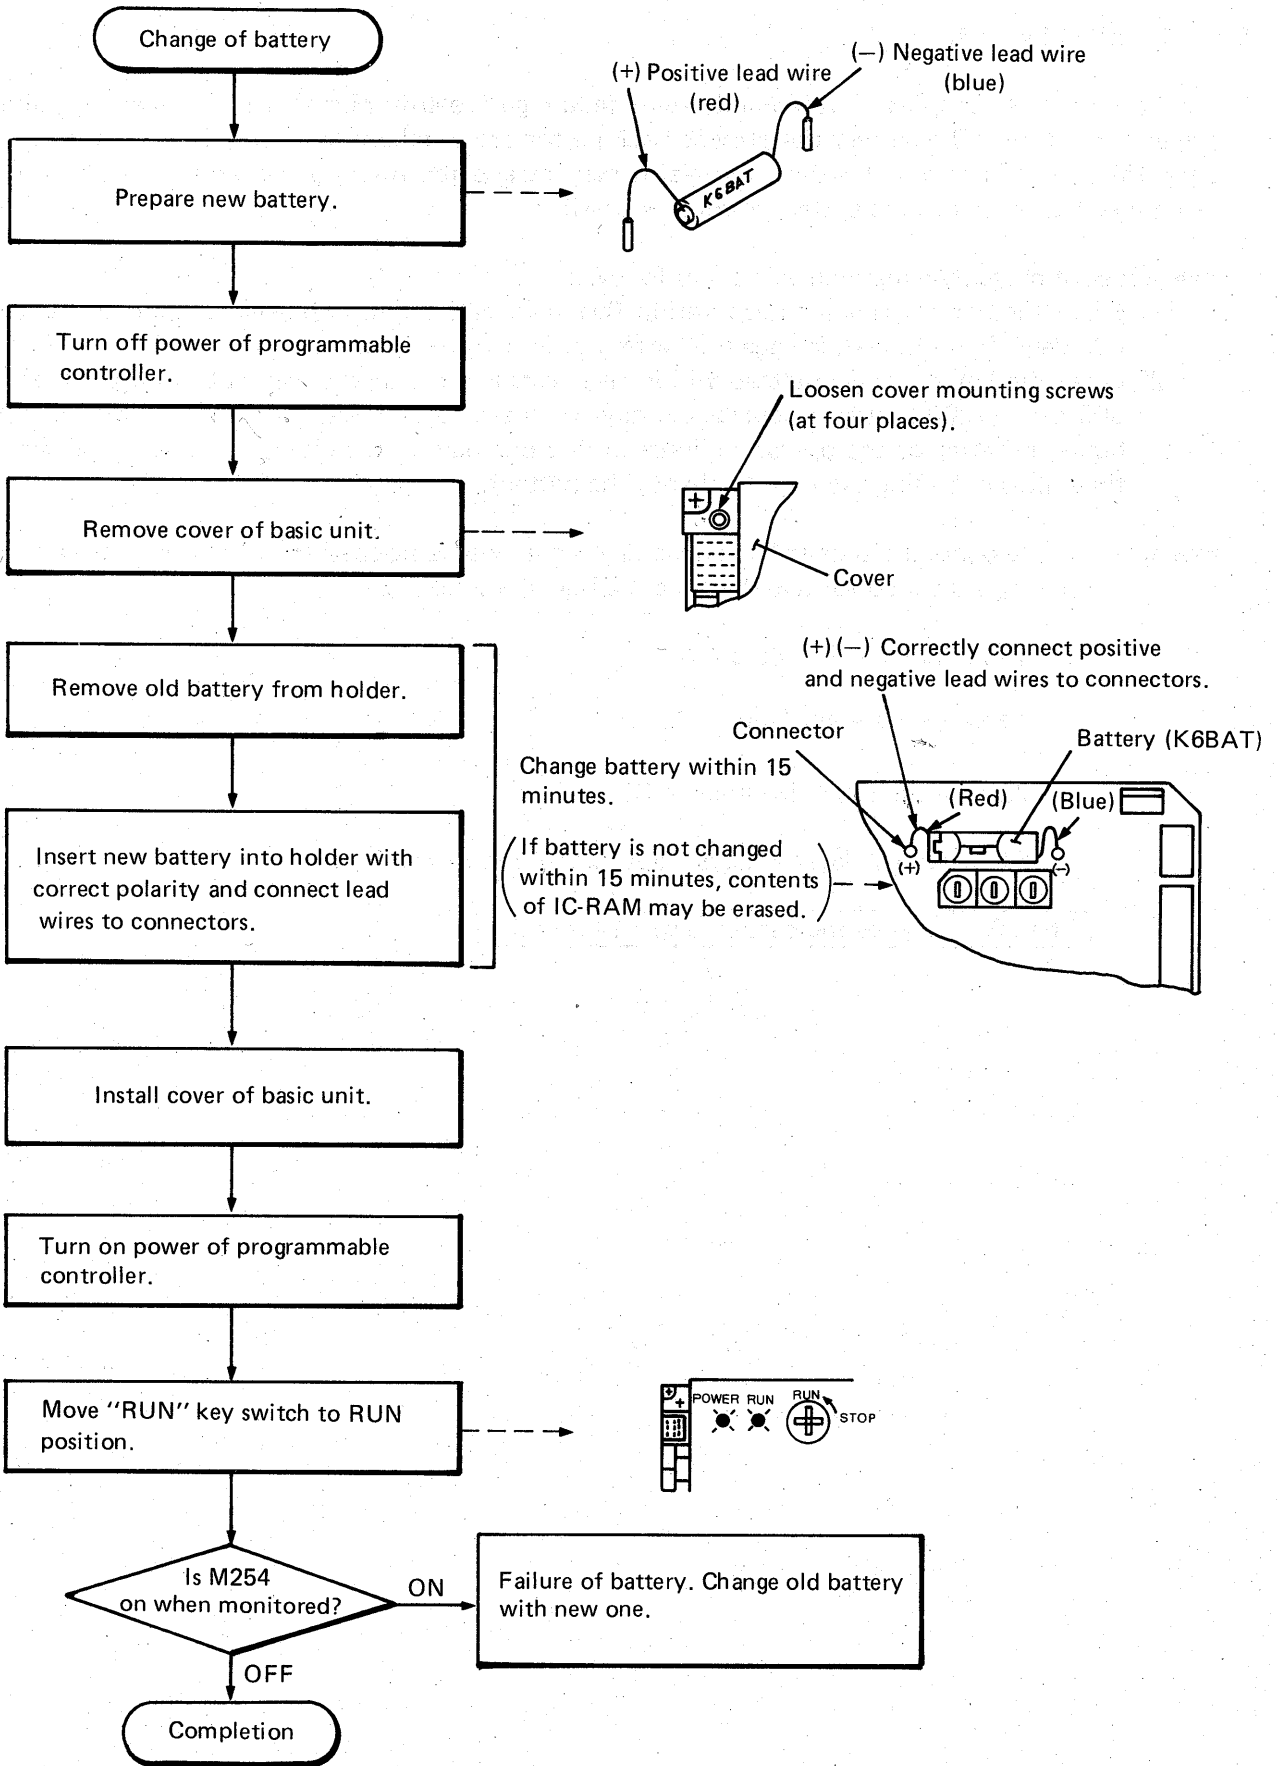 Change of battery
(+) Positive lead wire
(red)
(−) Negative lead wire
(blue)
Prepare new battery.
K6BAT
Turn off power of programmable
controller.
Loosen cover mounting screws
(at four places).
Remove cover of basic unit.
Cover
Remove old battery from holder.
(+) (−) Correctly connect positive
and negative lead wires to connectors.
Connector
Battery (K6BAT)
Change battery within 15
minutes.
(Red)
(Blue)
(+)
(−)
Insert new battery into holder with
correct polarity and connect lead
wires to connectors.
(If battery is not changed
within 15 minutes, contents
of IC-RAM may be erased.)
Install cover of basic unit.
Turn on power of programmable
controller.
Move "RUN" key switch to RUN
position.
POWER RUN
RUN
STOP
Is M254
on when monitored?
ON
Failure of battery. Change old battery
with new one.
OFF
Completion